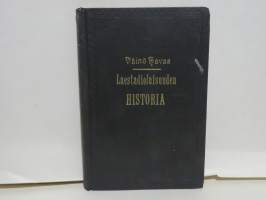 Väinö Havas
Laestadiolaisuuden
HISTORIA